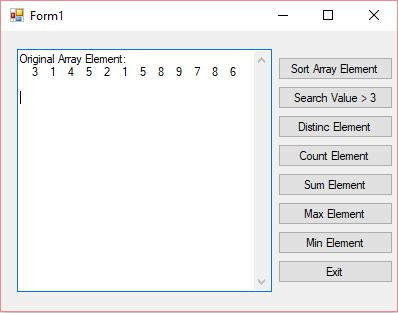 Form1
Original Array Element:
3 1 4 5 2 1 5 8 9 7 8 6
Sort Array Element
Search Value > 3
Distinc Element
Count Element
Sum Element
Max Element
Min Element
Exit